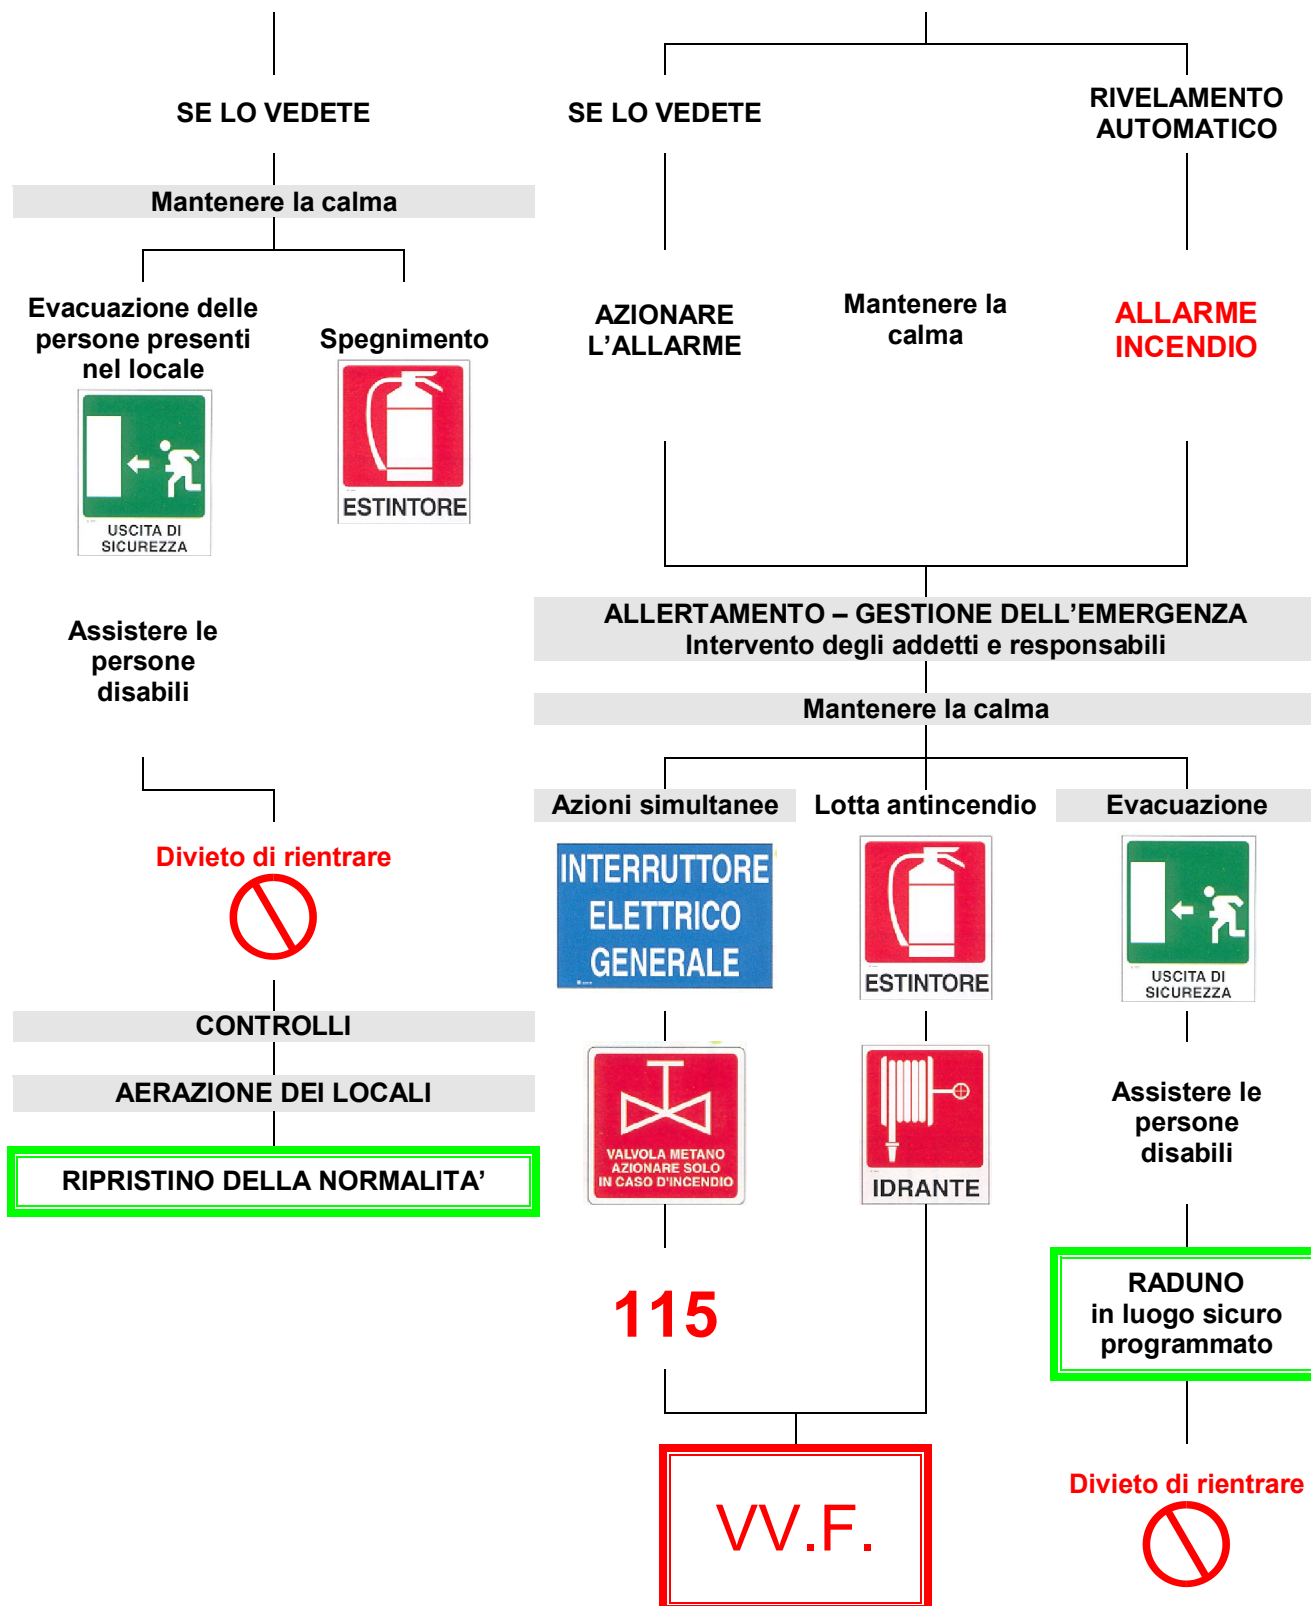 SE LO VEDETE
Mantenere la calma
Evacuazione delle
persone presenti
nel locale
USCITA DI
SICUREZZA
Spegnimento
ESTINTORE
Assistere le
persone
disabili
Divieto di rientrare
CONTROLLI
AERAZIONE DEI LOCALI
RIPRISTINO DELLA NORMALITA’
SE LO VEDETE
RIVELAMENTO
AUTOMATICO
AZIONARE
L’ALLARME
Mantenere la
calma
ALLARME
INCENDIO
ALLERTAMENTO – GESTIONE DELL’EMERGENZA
Intervento degli addetti e responsabili
Mantenere la calma
Azioni simultanee
INTERRUTTORE
ELETTRICO
GENERALE
VALVOLA METANO
AZIONARE SOLO
IN CASO D'INCENDIO
115
Lotta antincendio
ESTINTORE
IDRANTE
VV.F.
Evacuazione
USCITA DI
SICUREZZA
Assistere le
persone
disabili
RADUNO
in luogo sicuro
programmato
Divieto di rientrare